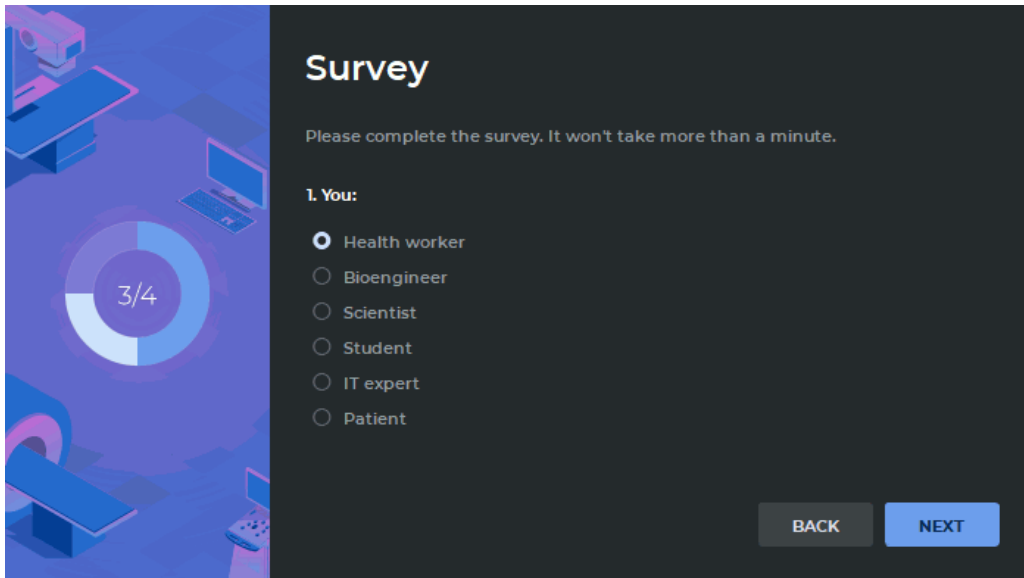 Survey
Please complete the survey. It won't take more than a minute.
1. You:
Health worker
Bioengineer
Scientist
Student
IT expert
Patient
3/4
BACK
NEXT